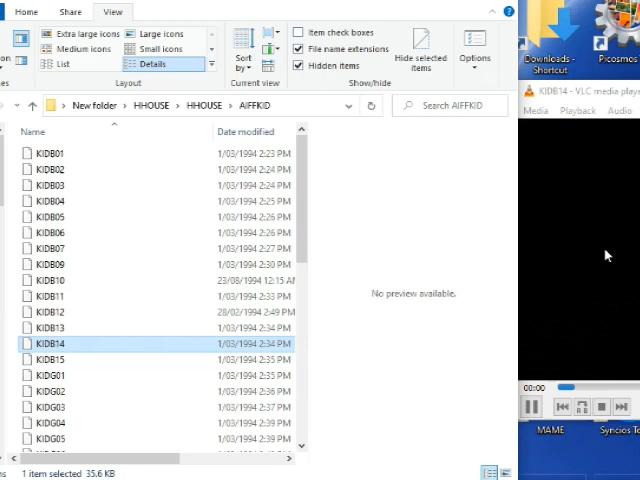 Home Share View
Extra large icons Large icons
Medium icons Small icons
List Details
Layout
Sort by
Current view
Item check boxes
File name extensions
Hidden items
Hide selected items
Show/hide
Options
New folder > HHOUSE > HHOUSE > AIFFKID
Search AIFFKID
Name Date modified
KIDB01 1/03/1994 2:23 PM
KIDB02 1/03/1994 2:24 PM
KIDB03 1/03/1994 2:24 PM
KIDB04 1/03/1994 2:25 PM
KIDB05 1/03/1994 2:26 PM
KIDB06 1/03/1994 2:26 PM
KIDB07 1/03/1994 2:27 PM
KIDB09 1/03/1994 2:30 PM
KIDB10 23/08/1994 12:15 AM
KIDB11 1/03/1994 2:33 PM
KIDB12 28/02/1994 2:49 PM
KIDB13 1/03/1994 2:34 PM
KIDB14 1/03/1994 2:34 PM
KIDB15 1/03/1994 2:35 PM
KIDG01 1/03/1994 2:35 PM
KIDG02 1/03/1994 2:36 PM
KIDG03 1/03/1994 2:37 PM
KIDG04 1/03/1994 2:39 PM
KIDG05 1/03/1994 2:39 PM
No preview available.
1 item selected 35.6 KB
Downloads -
Shortcut
Picosmos
KIDB14 - VLC media playe
Media Playback Audio
00:00
MAME Syncios To